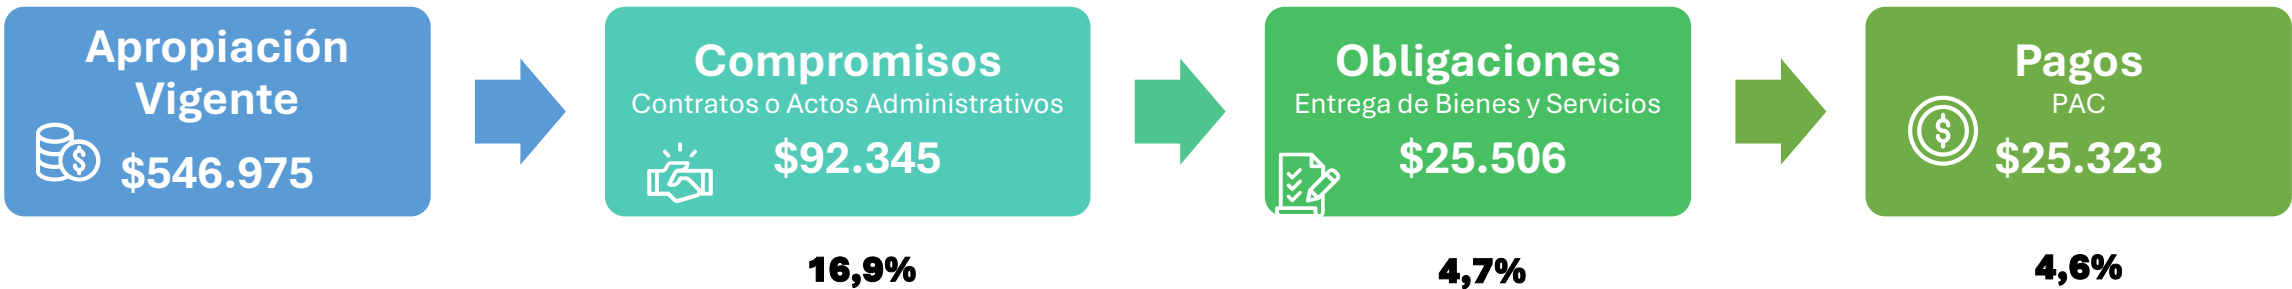 Apropiación
Vigente
$546.975
Compromisos
Contratos o Actos Administrativos
$92.345
16,9%
Obligaciones
Entrega de Bienes y Servicios
$25.506
4,7%
Pagos
PAC
$25.323
4,6%